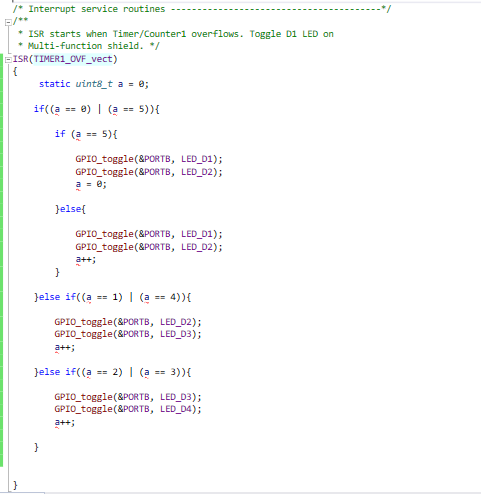 /* Interrupt service routines ----------------------------------------*/
/**
 * ISR starts when Timer/Counter1 overflows. Toggle D1 LED on
 * Multi-function shield. */
ISR(TIMER1_OVF_vect)
{
     static uint8_t a = 0;

    if((a == 0) | (a == 5)){

        if (a == 5){

            GPIO_toggle(&PORTB, LED_D1);
            GPIO_toggle(&PORTB, LED_D2);
            a = 0;

        }else{

            GPIO_toggle(&PORTB, LED_D1);
            GPIO_toggle(&PORTB, LED_D2);
            a++;
        }

    }else if((a == 1) | (a == 4)){

        GPIO_toggle(&PORTB, LED_D2);
        GPIO_toggle(&PORTB, LED_D3);
        a++;

    }else if((a == 2) | (a == 3)){

        GPIO_toggle(&PORTB, LED_D3);
        GPIO_toggle(&PORTB, LED_D4);
        a++;

    }


}